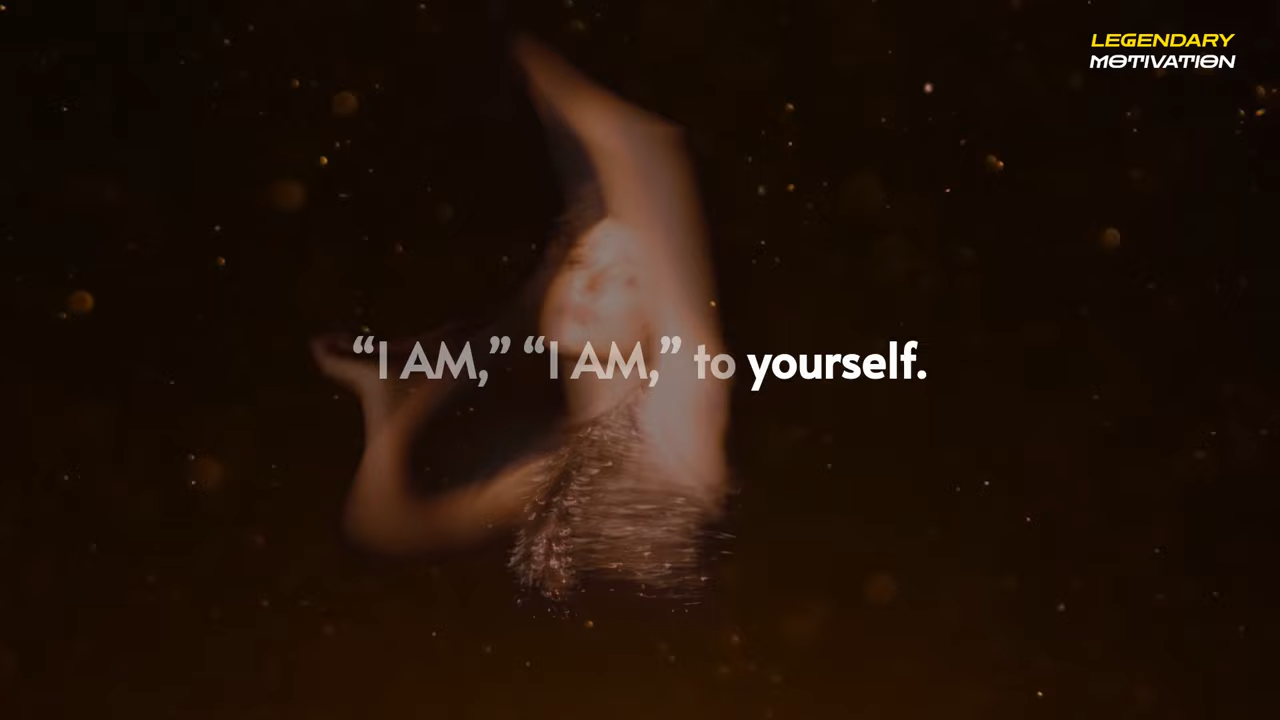 LEGENDARY
MOTIVATION
“I AM,” “I AM,” to yourself.